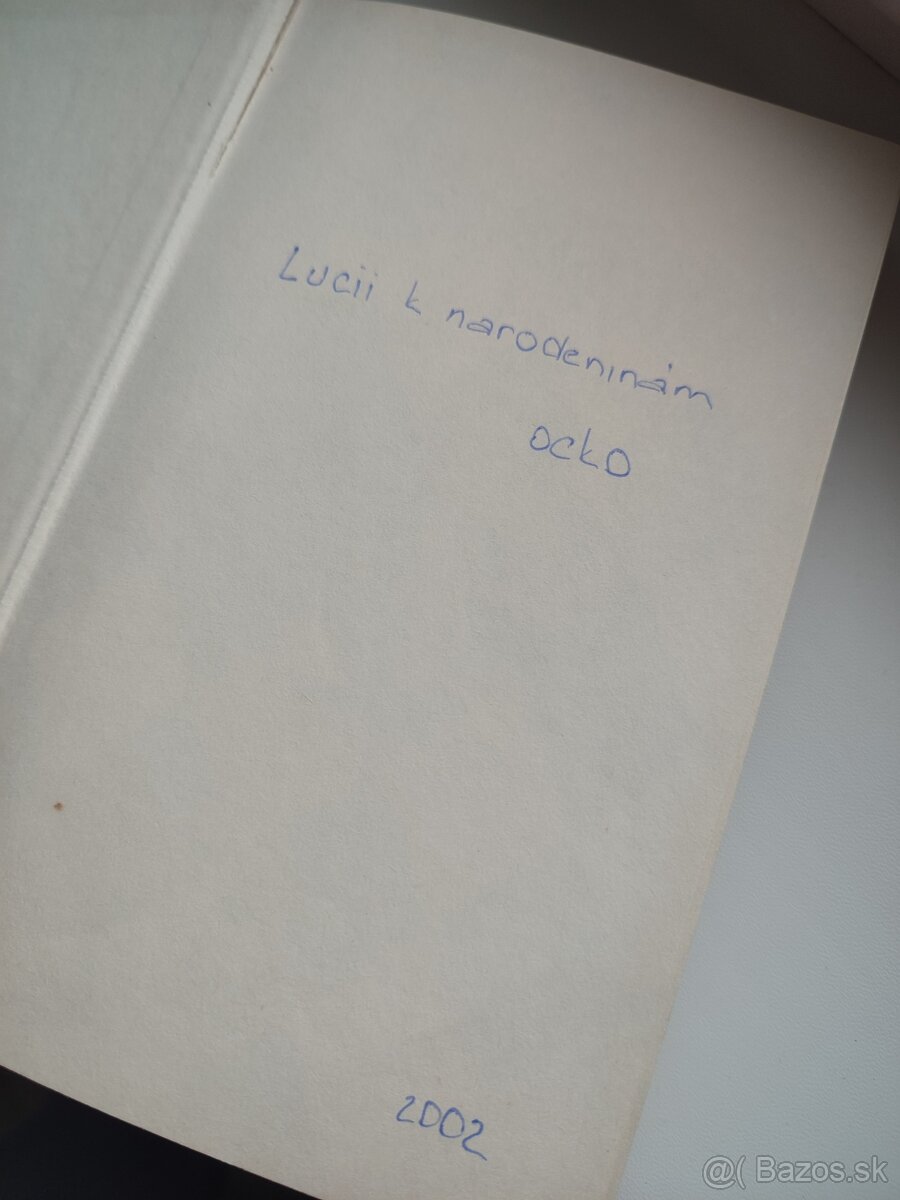 Lucii k narodeninám
ocko
2002
@( Bazos.sk